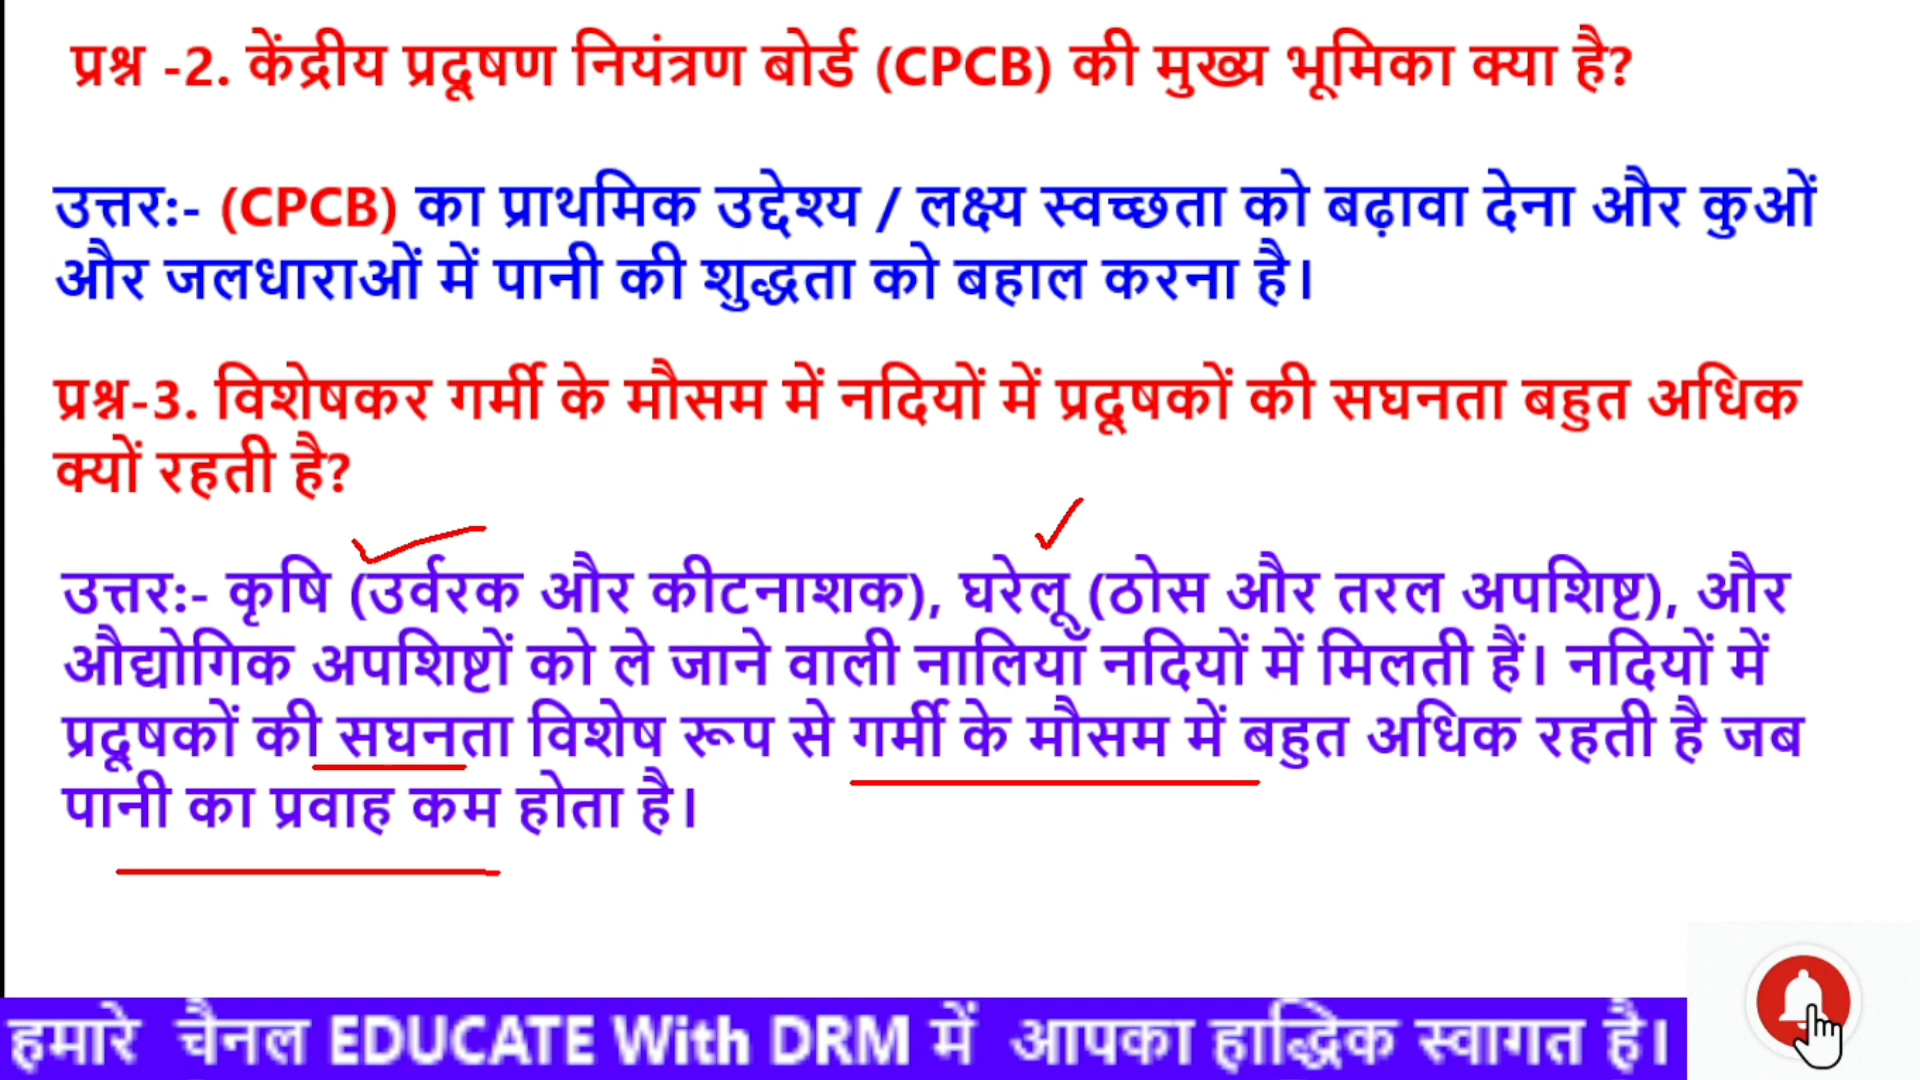 प्रश्न -2. केंद्रीय प्रदूषण नियंत्रण बोर्ड (CPCB) की मुख्य भूमिका क्या है?
उत्तर:- (CPCB) का प्राथमिक उद्देश्य / लक्ष्य स्वच्छता को बढ़ावा देना और कुओं
और जलधाराओं में पानी की शुद्धता को बहाल करना है।
प्रश्न-3. विशेषकर गर्मी के मौसम में नदियों में प्रदूषकों की सघनता बहुत अधिक
क्यों रहती है?
उत्तर:- कृषि (उर्वरक और कीटनाशक), घरेलू (ठोस और तरल अपशिष्ट), और
औद्योगिक अपशिष्टों को ले जाने वाली नालियाँ नदियों में मिलती हैं। नदियों में
प्रदूषकों की सघनता विशेष रूप से गर्मी के मौसम में बहुत अधिक रहती है जब
पानी का प्रवाह कम होता है।
हमारे चैनल EDUCATE With DRM में आपका हाद्धिक स्वागत है।